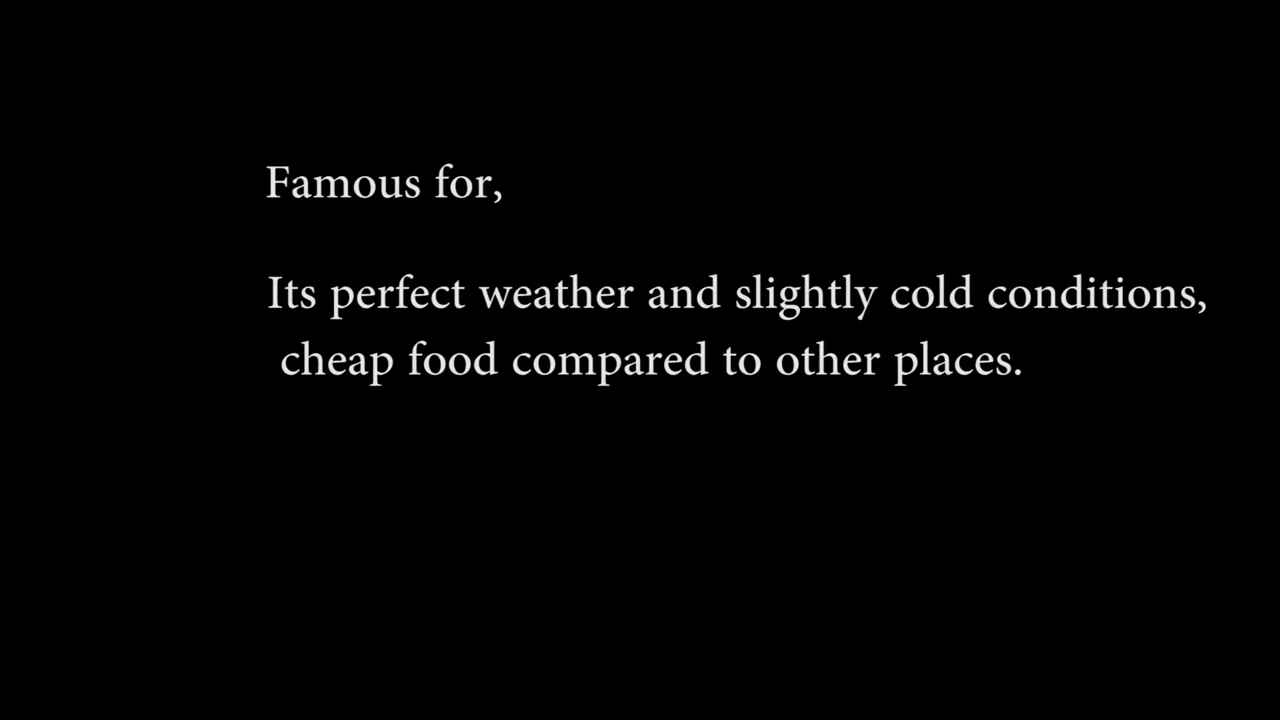 Famous for,
Its perfect weather and slightly cold conditions,
cheap food compared to other places.